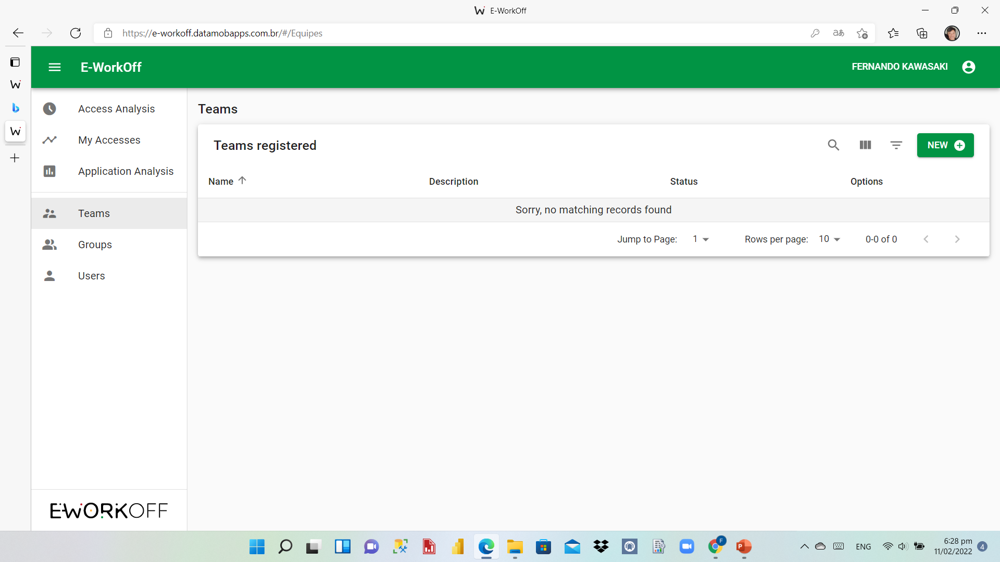 E-WorkOff
https://e-workoff.datamobapps.com.br/#/Equipes
aあ
E-WorkOff
FERNANDO KAWASAKI
Access Analysis
My Accesses
Application Analysis
Teams
Groups
Users
EWORKOFF
Teams
Teams registered
NEW
Name
Description
Status
Options
Sorry, no matching records found
Jump to Page: 1
Rows per page: 10
0-0 of 0
F
P
ENG
6:28 pm
11/02/2022
4